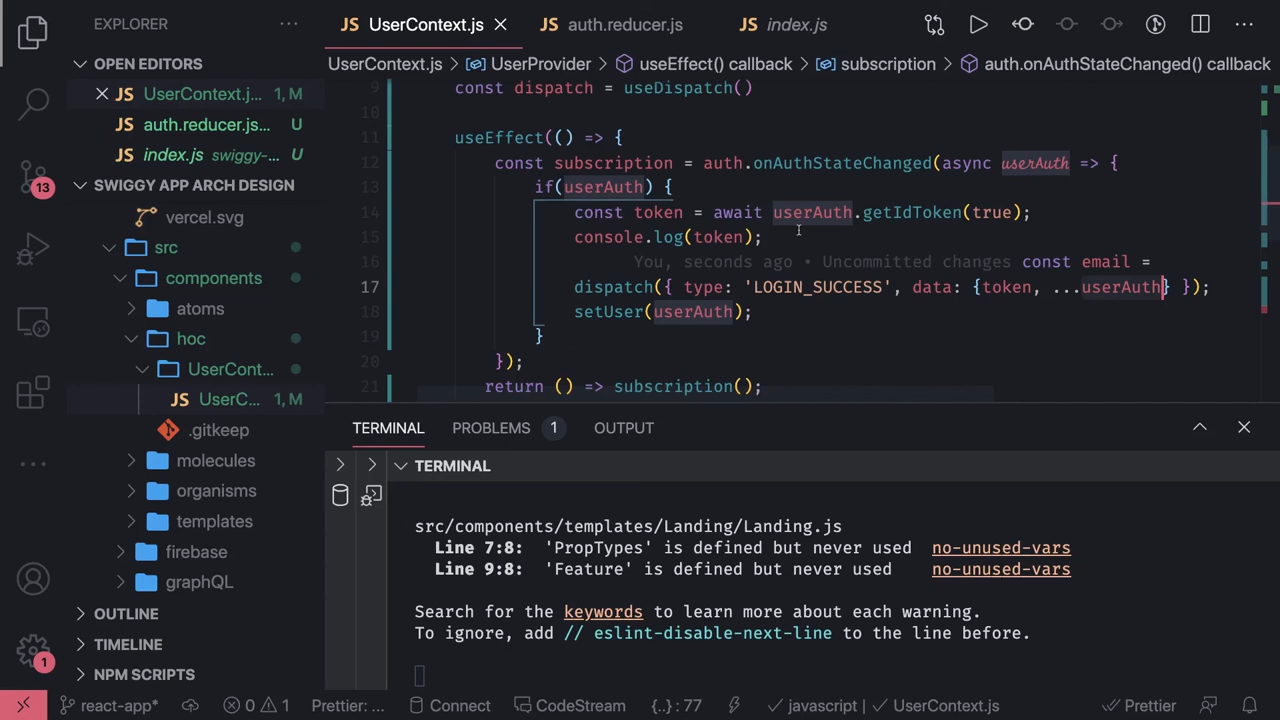 EXPLORER
OPEN EDITORS
JS UserContext.j... 1, M
JS auth.reducer.js... U
JS index.js swiggy-... U
SWIGGY APP ARCH DESIGN
vercel.svg
src
components
atoms
hoc
UserCont...
JS UserC... 1, M
.gitkeep
molecules
organisms
templates
firebase
graphQL
OUTLINE
TIMELINE
NPM SCRIPTS
13
1
JS UserContext.js
JS auth.reducer.js
JS index.js
UserContext.js UserProvider useEffect() callback subscription auth.onAuthStateChanged() callback
9 const dispatch = useDispatch()
10
11 useEffect(() => {
12 const subscription = auth.onAuthStateChanged(async userAuth => {
13 if(userAuth) {
14 const token = await userAuth.getIdToken(true);
15 console.log(token);
16 You, seconds ago • Uncommitted changes const email =
17 dispatch({ type: 'LOGIN_SUCCESS', data: {token, ...userAuth} });
18 setUser(userAuth);
19 }
20 });
21 return () => subscription();
TERMINAL PROBLEMS 1 OUTPUT
TERMINAL
src/components/templates/Landing/Landing.js
Line 7:8: 'PropTypes' is defined but never used no-unused-vars
Line 9:8: 'Feature' is defined but never used no-unused-vars
Search for the keywords to learn more about each warning.
To ignore, add // eslint-disable-next-line to the line before.
react-app* 0 1 Prettier: ... Connect CodeStream {..} : 77 javascript | UserContext.js Prettier